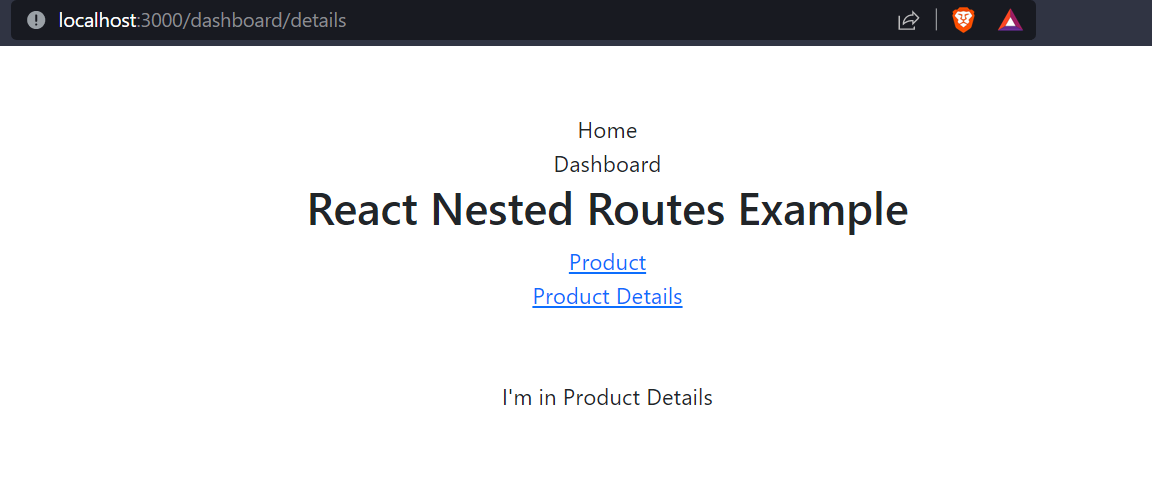 localhost:3000/dashboard/details
Home
Dashboard
React Nested Routes Example
Product
Product Details
I'm in Product Details